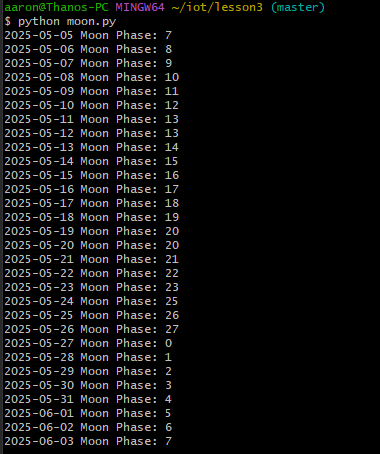 aaron@Thanos-PC MINGW64 ~/iot/lesson3 (master)
$ python moon.py
2025-05-05 Moon Phase: 7
2025-05-06 Moon Phase: 8
2025-05-07 Moon Phase: 9
2025-05-08 Moon Phase: 10
2025-05-09 Moon Phase: 11
2025-05-10 Moon Phase: 12
2025-05-11 Moon Phase: 13
2025-05-12 Moon Phase: 13
2025-05-13 Moon Phase: 14
2025-05-14 Moon Phase: 15
2025-05-15 Moon Phase: 16
2025-05-16 Moon Phase: 17
2025-05-17 Moon Phase: 18
2025-05-18 Moon Phase: 19
2025-05-19 Moon Phase: 20
2025-05-20 Moon Phase: 20
2025-05-21 Moon Phase: 21
2025-05-22 Moon Phase: 22
2025-05-23 Moon Phase: 23
2025-05-24 Moon Phase: 25
2025-05-25 Moon Phase: 26
2025-05-26 Moon Phase: 27
2025-05-27 Moon Phase: 0
2025-05-28 Moon Phase: 1
2025-05-29 Moon Phase: 2
2025-05-30 Moon Phase: 3
2025-05-31 Moon Phase: 4
2025-06-01 Moon Phase: 5
2025-06-02 Moon Phase: 6
2025-06-03 Moon Phase: 7